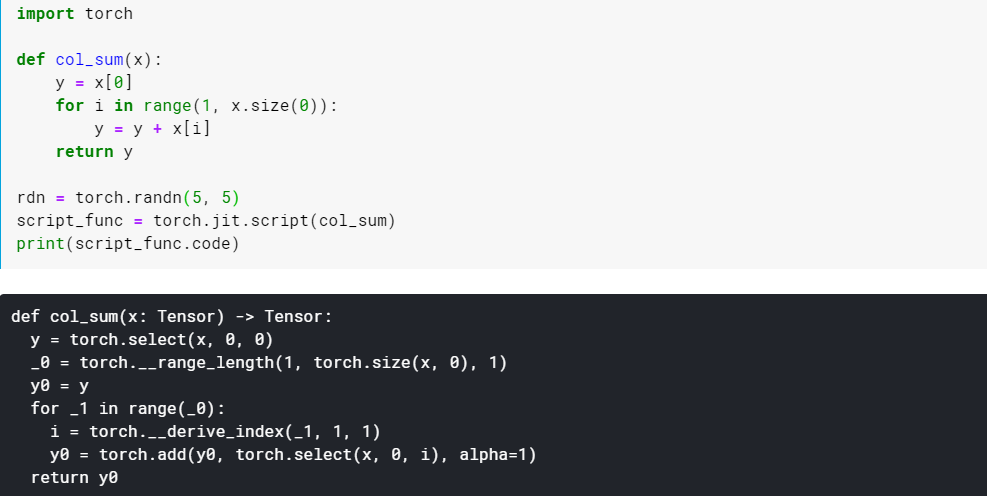 import torch
def col_sum(x):
    y = x[0]
    for i in range(1, x.size(0)):
        y = y + x[i]
    return y
rdn = torch.randn(5, 5)
script_func = torch.jit.script(col_sum)
print(script_func.code)
def col_sum(x: Tensor) -> Tensor:
  y = torch.select(x, 0, 0)
  _0 = torch.__range_length(1, torch.size(x, 0), 1)
  y0 = y
  for _1 in range(_0):
    i = torch.__derive_index(_1, 1, 1)
    y0 = torch.add(y0, torch.select(x, 0, i), alpha=1)
  return y0